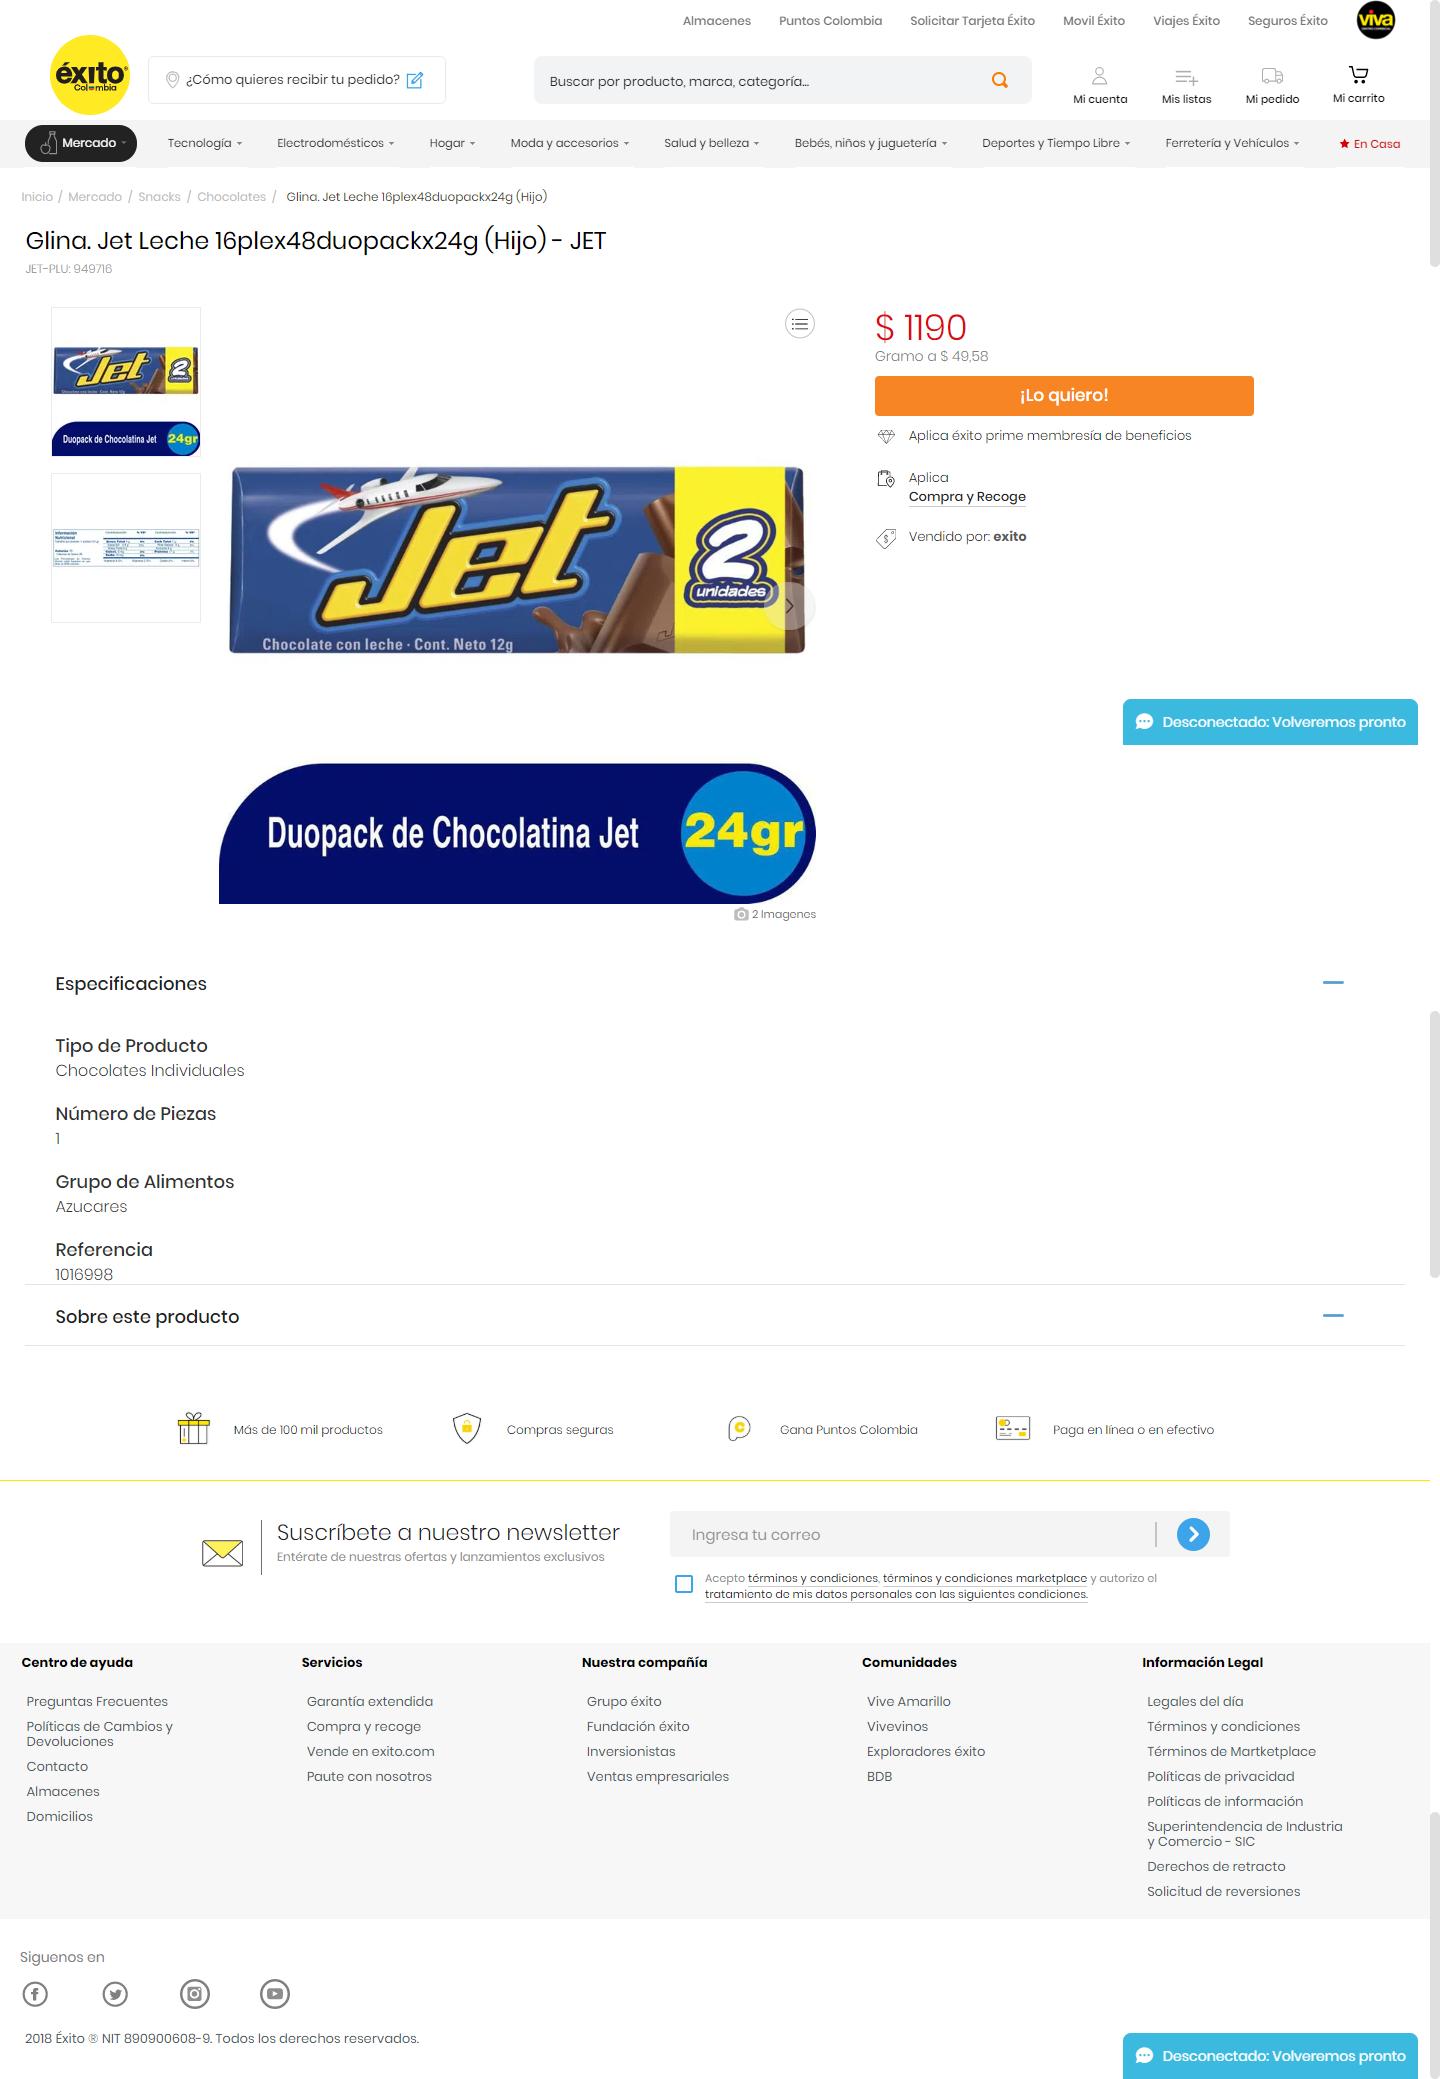 Almacenes Puntos Colombia Solicitar Tarjeta Éxito Movil Éxito Viajes Éxito Seguros Éxito viva
éxito
Colombia
¿Cómo quieres recibir tu pedido?
Buscar por producto, marca, categoría...
Mi cuenta Mis listas Mi pedido Mi carrito
Mercado Tecnología Electrodomésticos Hogar Moda y accesorios Salud y belleza Bebés, niños y juguetería Deportes y Tiempo Libre Ferretería y Vehículos En Casa
Inicio / Mercado / Snacks / Chocolates / Glina. Jet Leche 16plex48duopackx24g (Hijo)
Glina. Jet Leche 16plex48duopackx24g (Hijo) - JET
JET-PLU: 949716
Jet 2
Duopack de Chocolatina Jet 24gr
Información Nutricional
Jet
2
unidades
Chocolate con leche · Cont. Neto 12g
Duopack de Chocolatina Jet 24gr
2 Imagenes
$ 1190
Gramo a $ 49,58
¡Lo quiero!
Aplica éxito prime membresía de beneficios
Aplica
Compra y Recoge
Vendido por: exito
Desconectado: Volveremos pronto
Especificaciones
Tipo de Producto
Chocolates Individuales
Número de Piezas
1
Grupo de Alimentos
Azucares
Referencia
1016998
Sobre este producto
Más de 100 mil productos Compras seguras Gana Puntos Colombia Paga en línea o en efectivo
Suscríbete a nuestro newsletter
Entérate de nuestras ofertas y lanzamientos exclusivos
Ingresa tu correo
Acepto términos y condiciones, términos y condiciones marketplace y autorizo el
tratamiento de mis datos personales con las siguientes condiciones.
Centro de ayuda
Preguntas Frecuentes
Políticas de Cambios y
Devoluciones
Contacto
Almacenes
Domicilios
Servicios
Garantía extendida
Compra y recoge
Vende en exito.com
Paute con nosotros
Nuestra compañía
Grupo éxito
Fundación éxito
Inversionistas
Ventas empresariales
Comunidades
Vive Amarillo
Vivevinos
Exploradores éxito
BDB
Información Legal
Legales del día
Términos y condiciones
Términos de Martketplace
Políticas de privacidad
Políticas de información
Superintendencia de Industria
y Comercio - SIC
Derechos de retracto
Solicitud de reversiones
Siguenos en
2018 Éxito ® NIT 890900608-9. Todos los derechos reservados.
Desconectado: Volveremos pronto